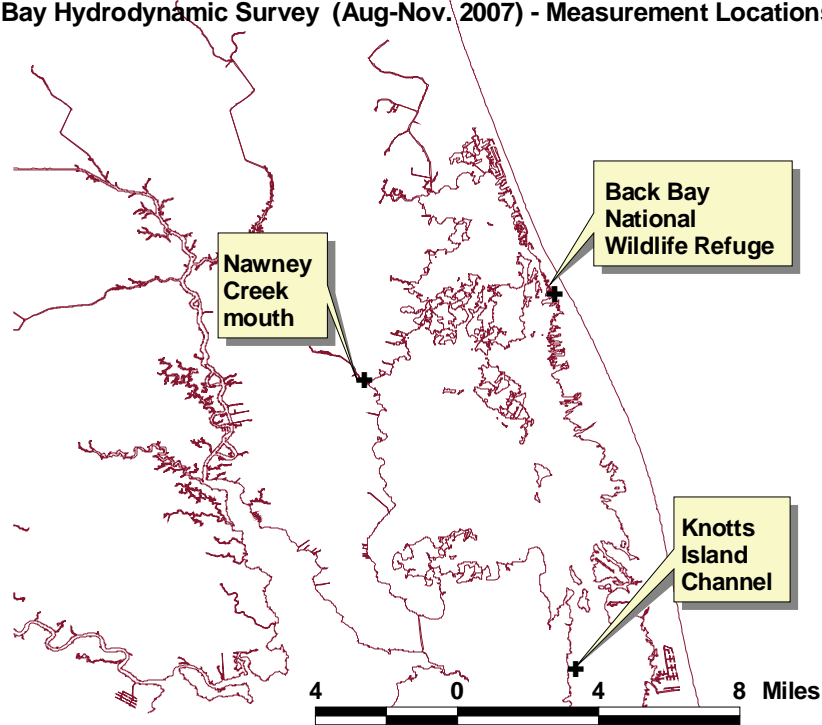 Bay Hydrodynamic Survey (Aug-Nov. 2007) - Measurement Locations
Back Bay
National
Wildlife Refuge
Nawney
Creek
mouth
Knotts
Island
Channel
4 0 4 8 Miles